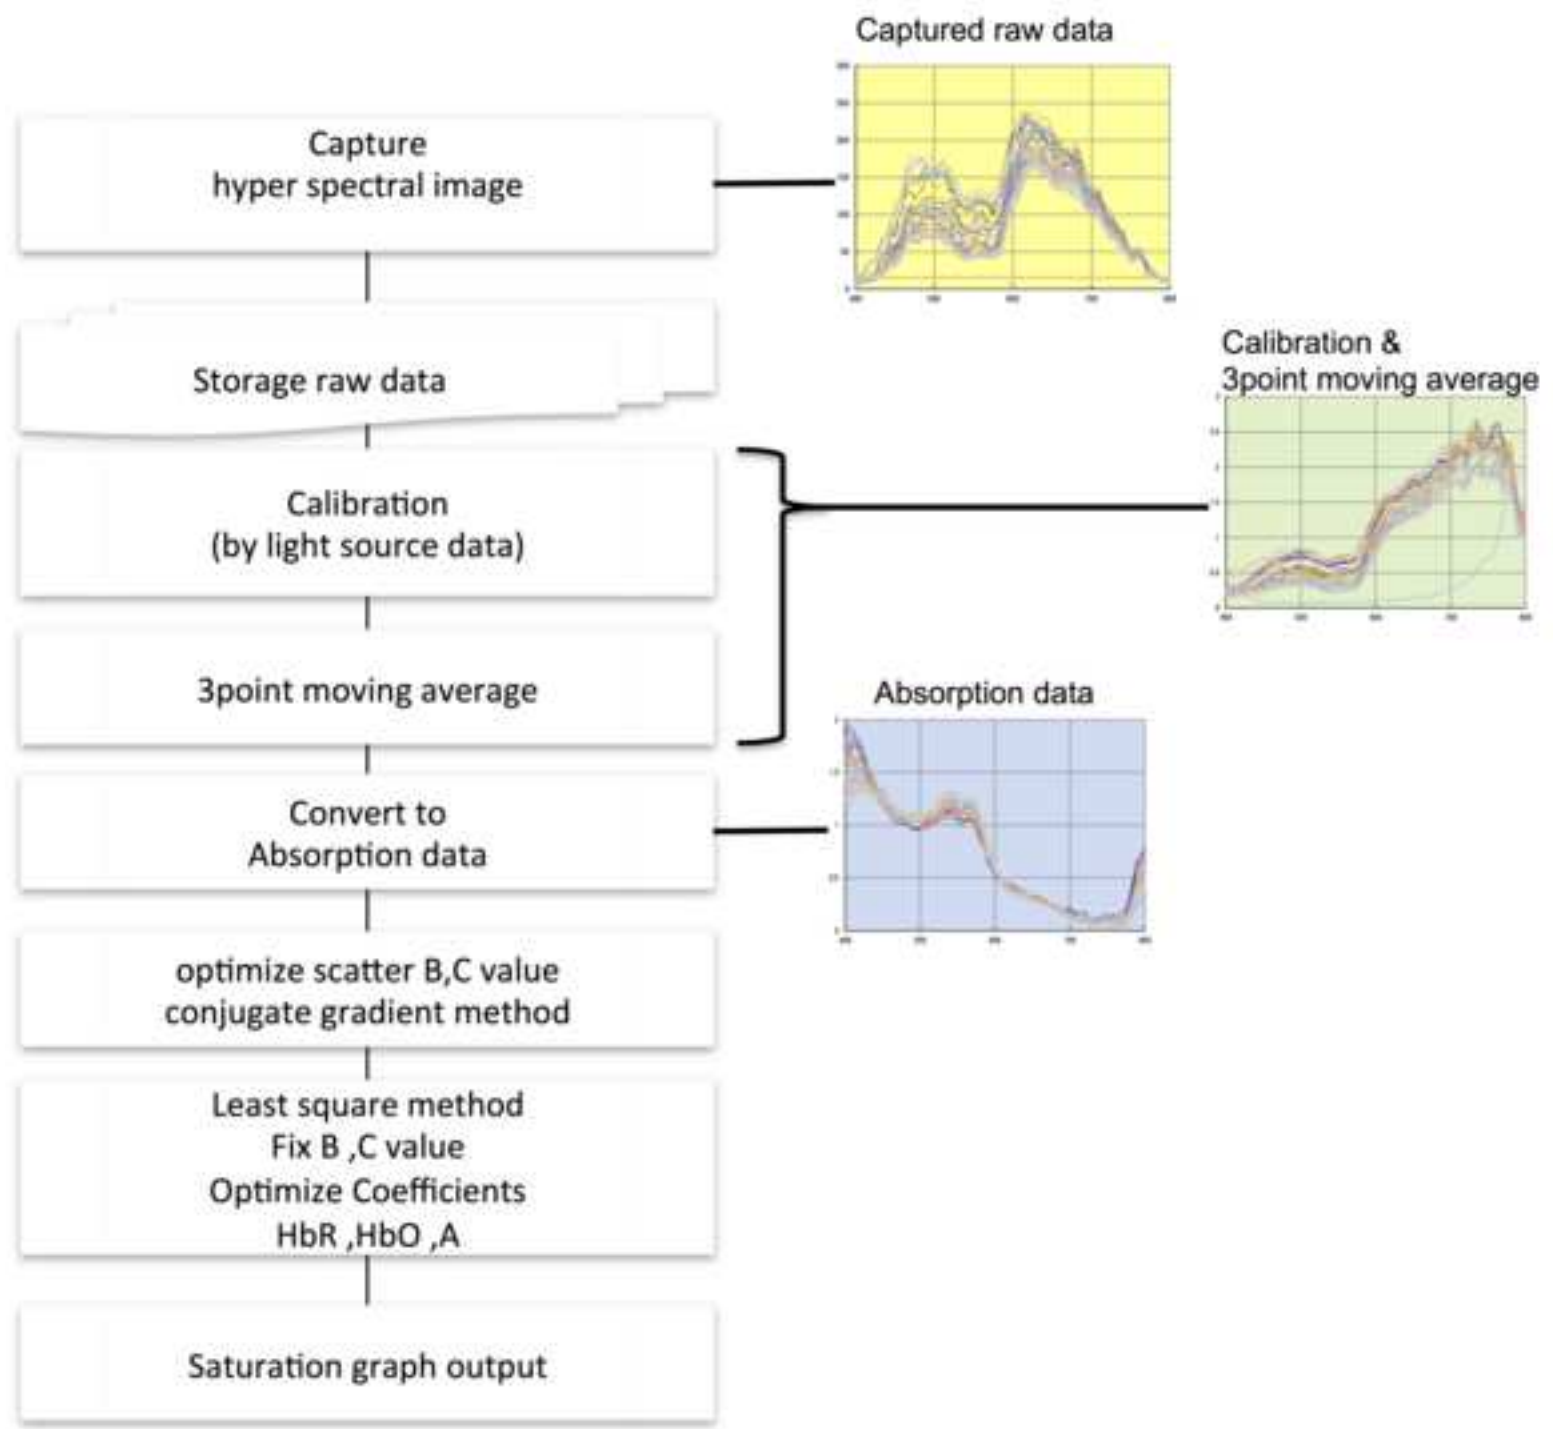 Captured raw data
Capture
hyper spectral image
Storage raw data
Calibration &
3point moving average
Calibration
(by light source data)
3point moving average
Absorption data
Convert to
Absorption data
optimize scatter B,C value
conjugate gradient method
Least square method
Fix B ,C value
Optimize Coefficients
HbR ,HbO ,A
Saturation graph output